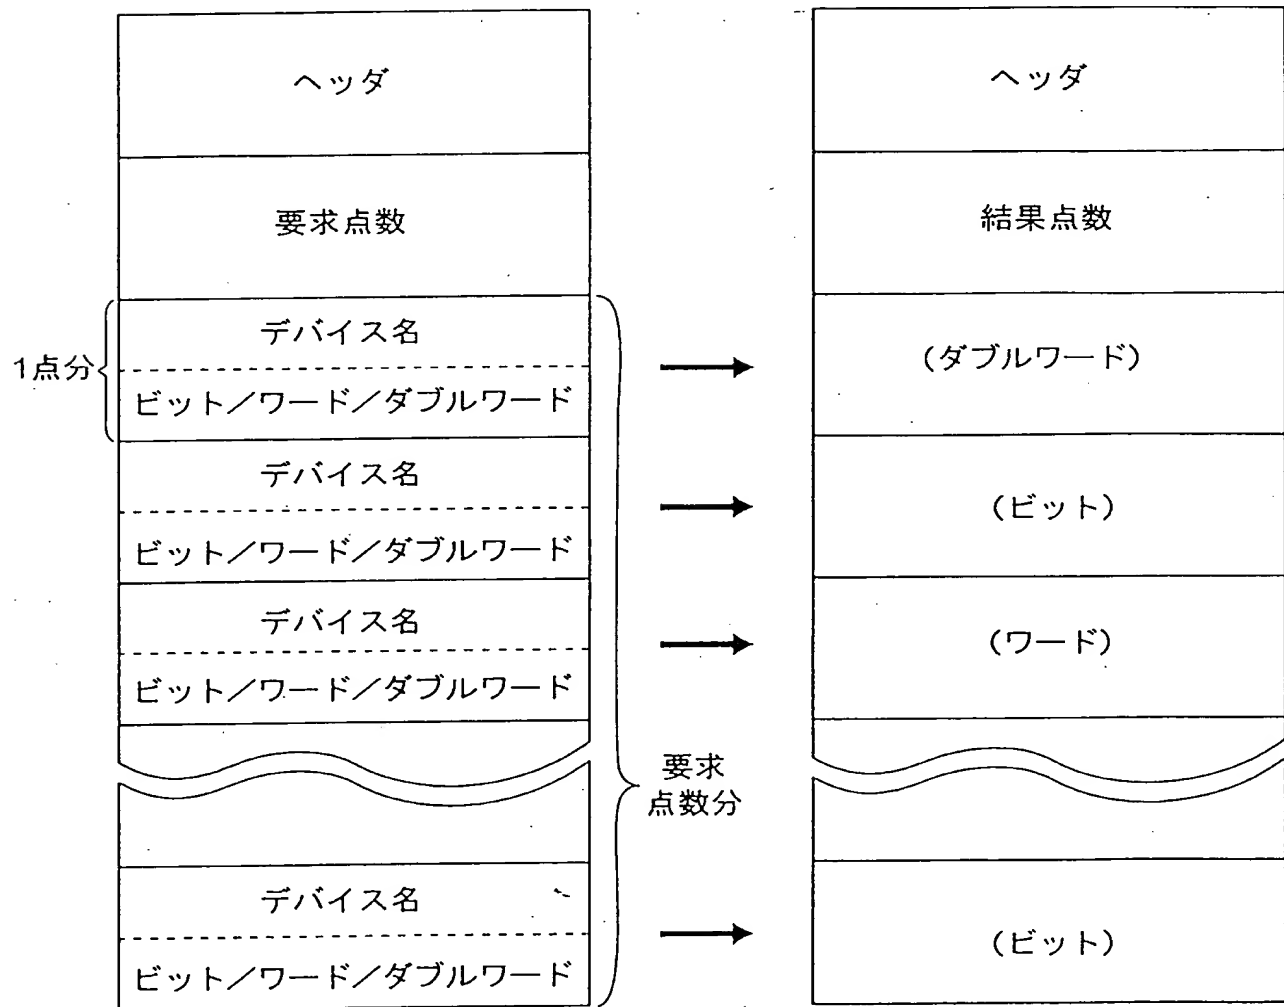 ヘッダ
要求点数
1点分
デバイス名
ビット／ワード／ダブルワード
デバイス名
ビット／ワード／ダブルワード
デバイス名
ビット／ワード／ダブルワード
デバイス名
ビット／ワード／ダブルワード
要求
点数分
ヘッダ
結果点数
(ダブルワード)
(ビット)
(ワード)
(ビット)